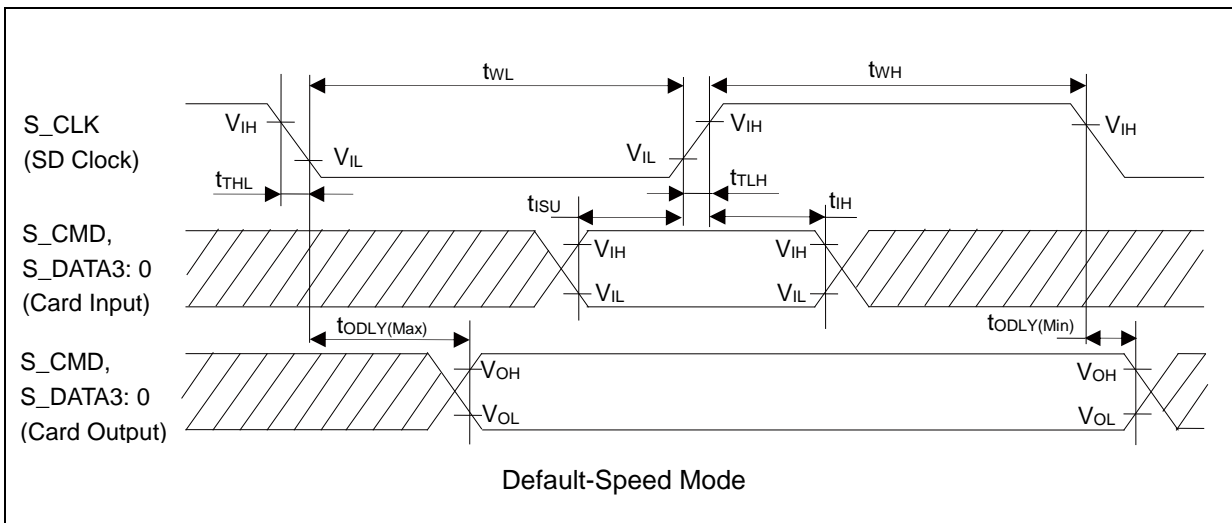 tWL
tWH
S_CLK
(SD Clock)
VIH
VIL
VIL
VIH
VIH
tTHL
tTLH
tISU
tIH
S_CMD,
S_DATA3: 0
(Card Input)
VIH
VIL
VIH
VIL
tODLY(Max)
tODLY(Min)
S_CMD,
S_DATA3: 0
(Card Output)
VOH
VOL
VOH
VOL
Default-Speed Mode